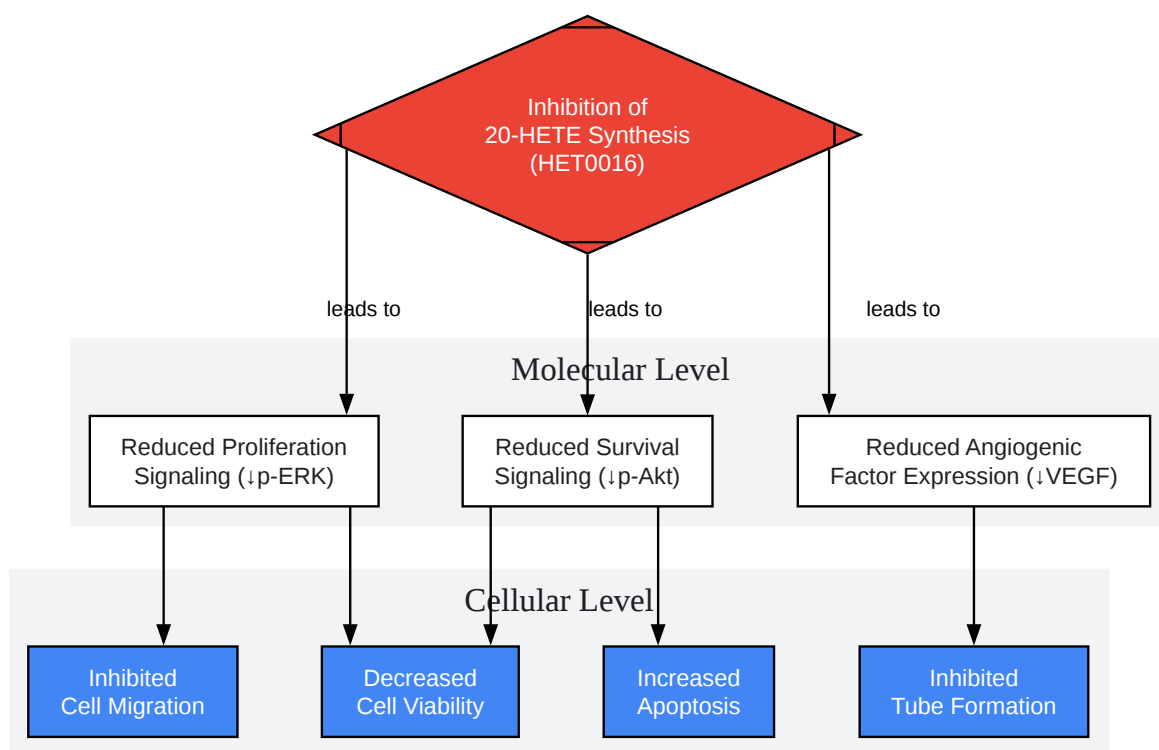 Inhibition of
20-HETE Synthesis
(HET0016)
leads to
leads to
leads to
Molecular Level
Reduced Proliferation
Signaling (↓p-ERK)
Reduced Survival
Signaling (↓p-Akt)
Reduced Angiogenic
Factor Expression (↓VEGF)
Cellular Level
Inhibited
Cell Migration
Decreased
Cell Viability
Increased
Apoptosis
Inhibited
Tube Formation